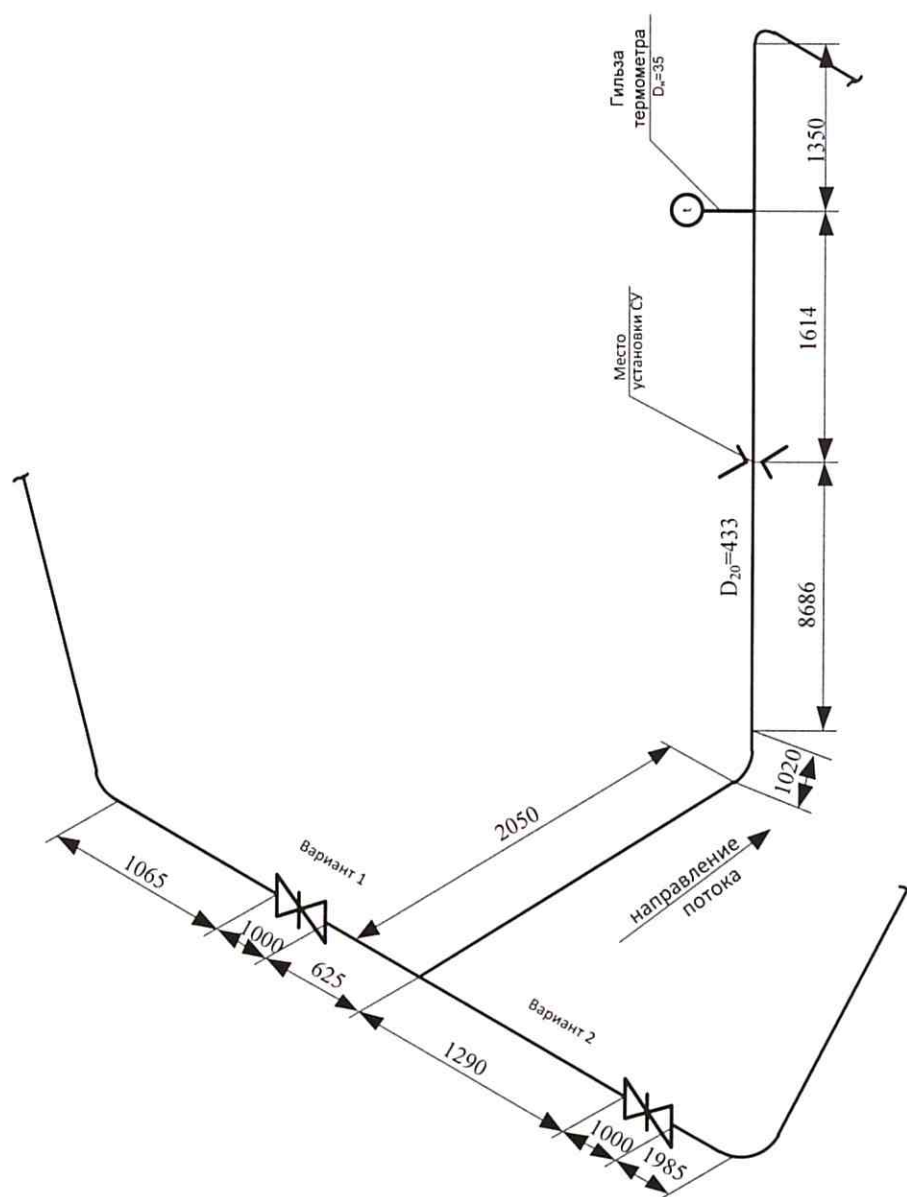 Гильза
термометра
Dн=35
t
1350
1614
Место
установки СУ
D20=433
8686
1020
2050
Вариант 1
1065
1000
625
направление
потока
Вариант 2
1290
1000
1985